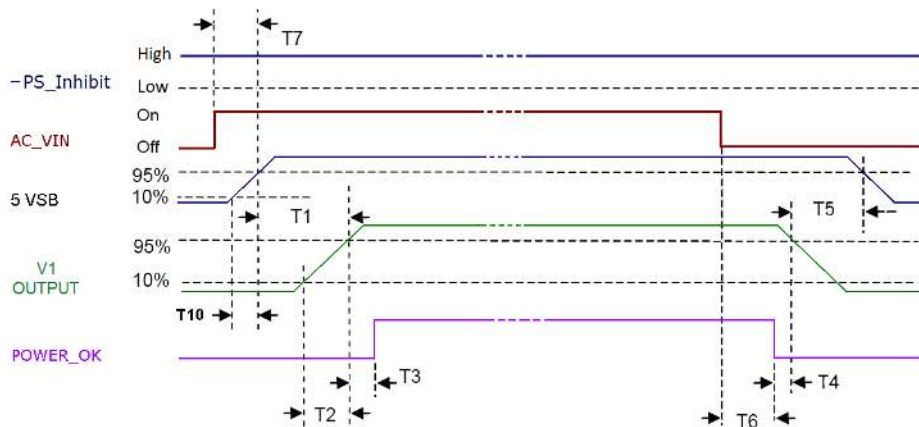 T7
High
–PS_Inhibit
Low
On
AC_VIN
Off
95%
5 VSB
10%
T1
T5
95%
V1
OUTPUT
10%
T10
POWER_OK
T3
T4
T2
T6